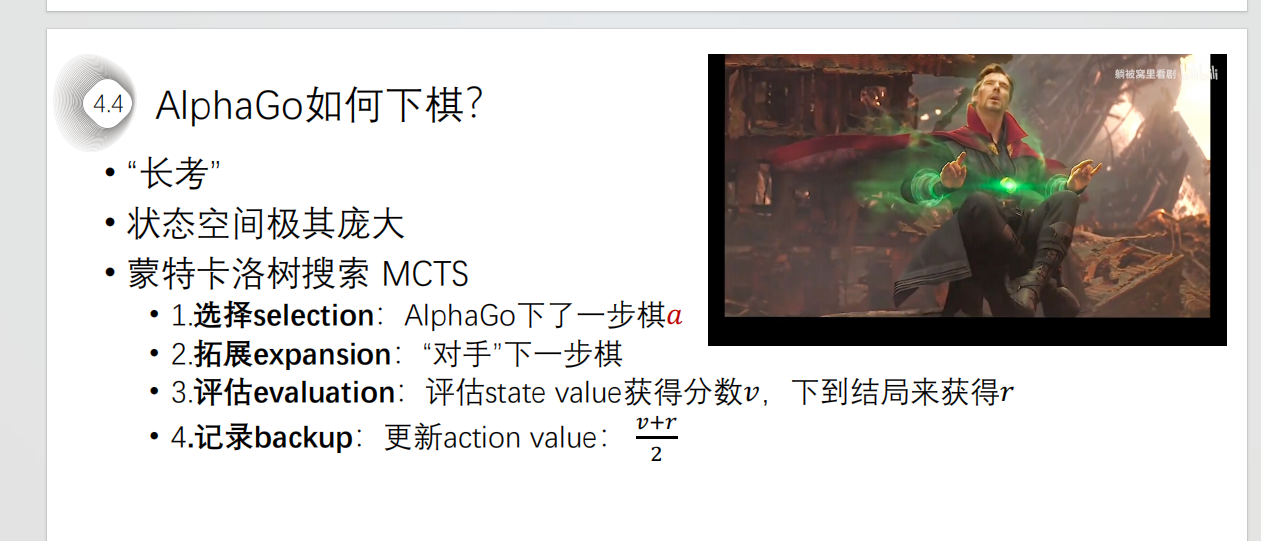 4.4
AlphaGo如何下棋？
• “长考”
• 状态空间极其庞大
• 蒙特卡洛树搜索 MCTS
• 1.选择selection：AlphaGo下了一步棋a
• 2.拓展expansion：“对手”下一步棋
• 3.评估evaluation：评估state value获得分数v，下到结局来获得r
• 4.记录backup：更新action value：(v+r)/2
躺被窝里看剧